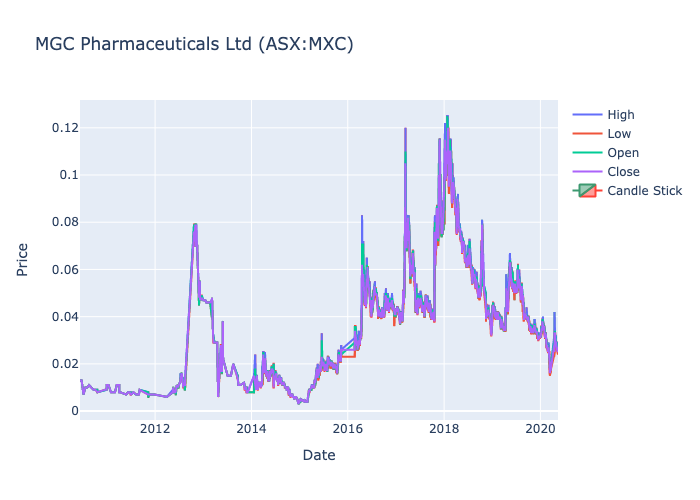 MGC Pharmaceuticals Ltd (ASX:MXC)
High
Low
Open
Close
Candle Stick
0.12
0.1
0.08
0.06
0.04
0.02
0
Price
2012
2014
2016
2018
2020
Date